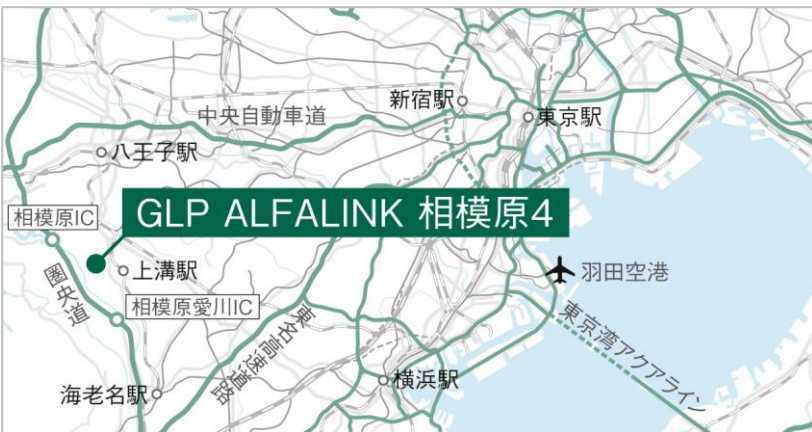 新宿駅
東京駅
中央自動車道
八王子駅
相模原IC
GLP ALFALINK 相模原4
上溝駅
羽田空港
圏央道
相模原愛川IC
東名高速道路
東京湾アクアライン
海老名駅
横浜駅